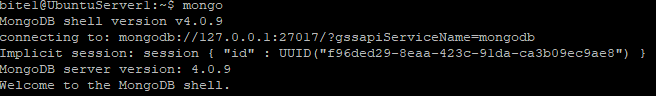 bitel@UbuntuServer1:~$ mongo
MongoDB shell version v4.0.9
connecting to: mongodb://127.0.0.1:27017/?gssapiServiceName=mongodb
Implicit session: session { "id" : UUID("f96ded29-8eaa-423c-91da-ca3b09ec9ae8") }
MongoDB server version: 4.0.9
Welcome to the MongoDB shell.